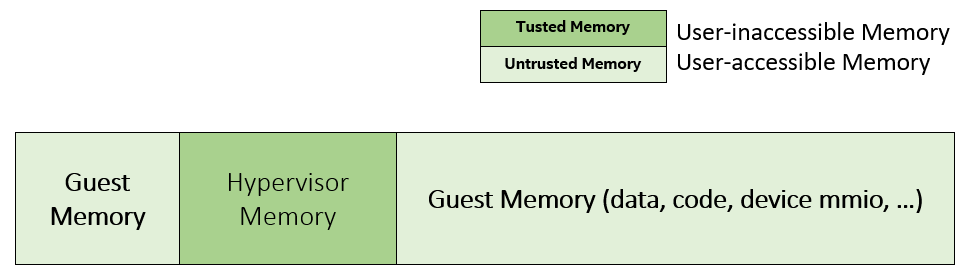 Tusted Memory
User-inaccessible Memory
Untrusted Memory
User-accessible Memory
Guest
Memory
Hypervisor
Memory
Guest Memory (data, code, device mmio, ...)